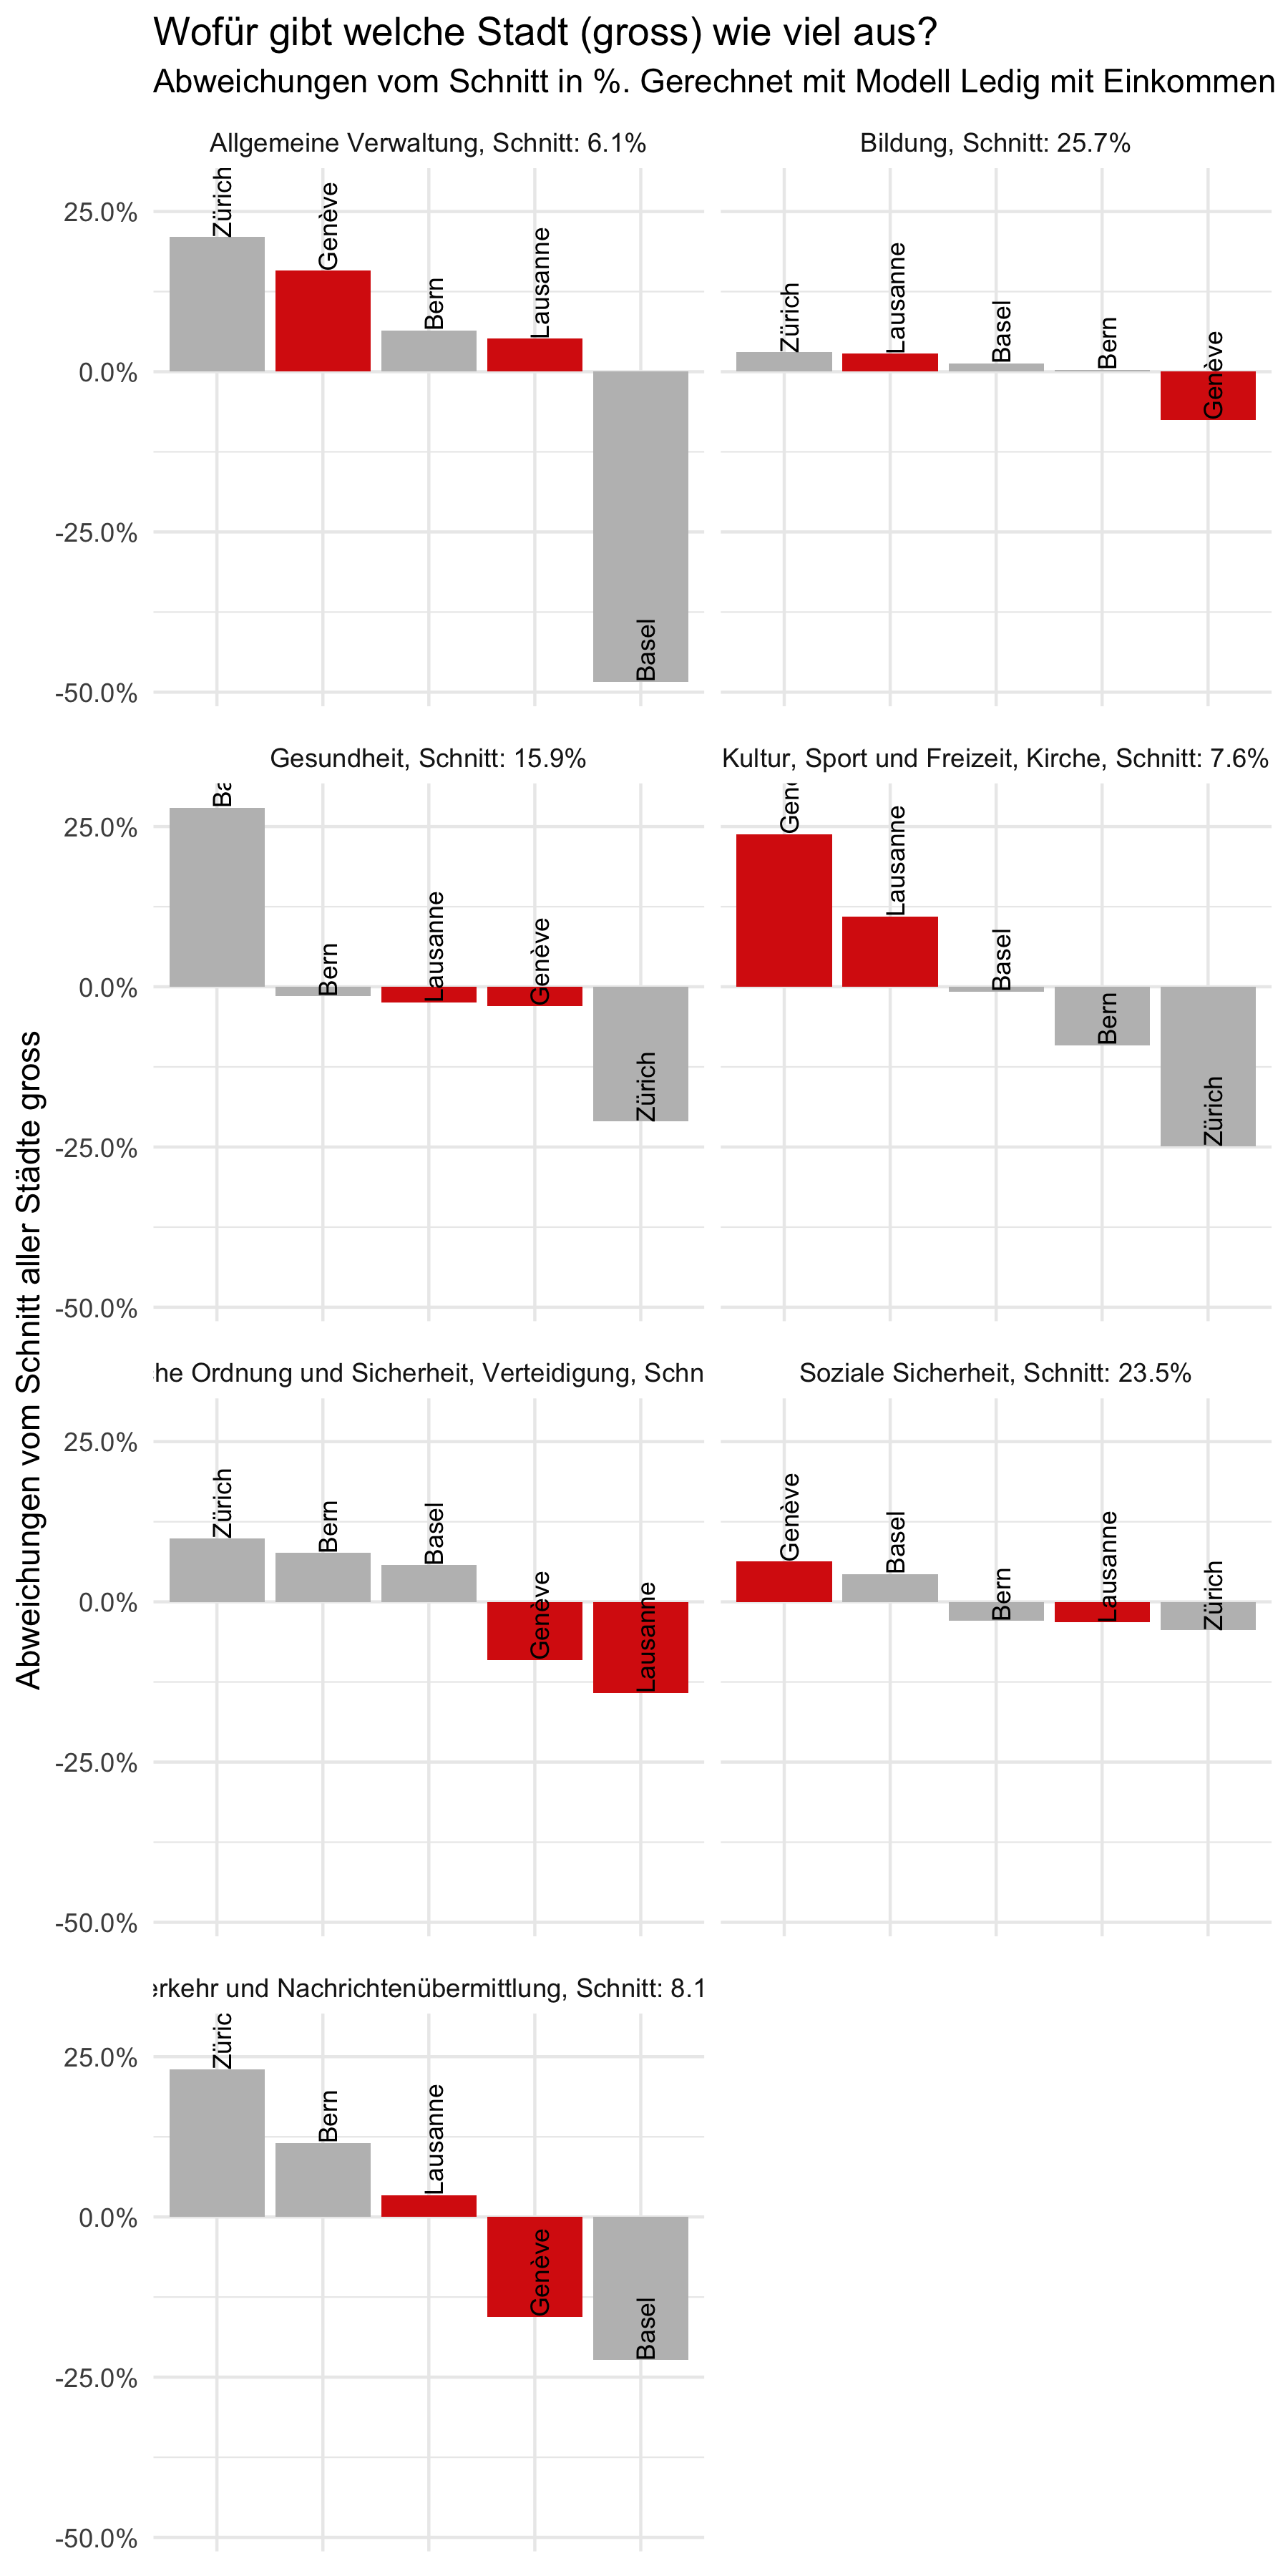 Wofür gibt welche Stadt (gross) wie viel aus?
Abweichungen vom Schnitt in %. Gerechnet mit Modell Ledig mit Einkommen
Abweichungen vom Schnitt aller Städte gross
Allgemeine Verwaltung, Schnitt: 6.1%
25.0%
0.0%
-25.0%
-50.0%
Zürich
Genève
Bern
Lausanne
Basel
Bildung, Schnitt: 25.7%
Zürich
Lausanne
Basel
Bern
Genève
Gesundheit, Schnitt: 15.9%
25.0%
0.0%
-25.0%
-50.0%
Ba
Bern
Lausanne
Genève
Zürich
Kultur, Sport und Freizeit, Kirche, Schnitt: 7.6%
Gen
Lausanne
Basel
Bern
Zürich
che Ordnung und Sicherheit, Verteidigung, Schn
25.0%
0.0%
-25.0%
-50.0%
Zürich
Bern
Basel
Genève
Lausanne
Soziale Sicherheit, Schnitt: 23.5%
Genève
Basel
Bern
Lausanne
Zürich
erkehr und Nachrichtenübermittlung, Schnitt: 8.1
25.0%
0.0%
-25.0%
-50.0%
Züric
Bern
Lausanne
Genève
Basel